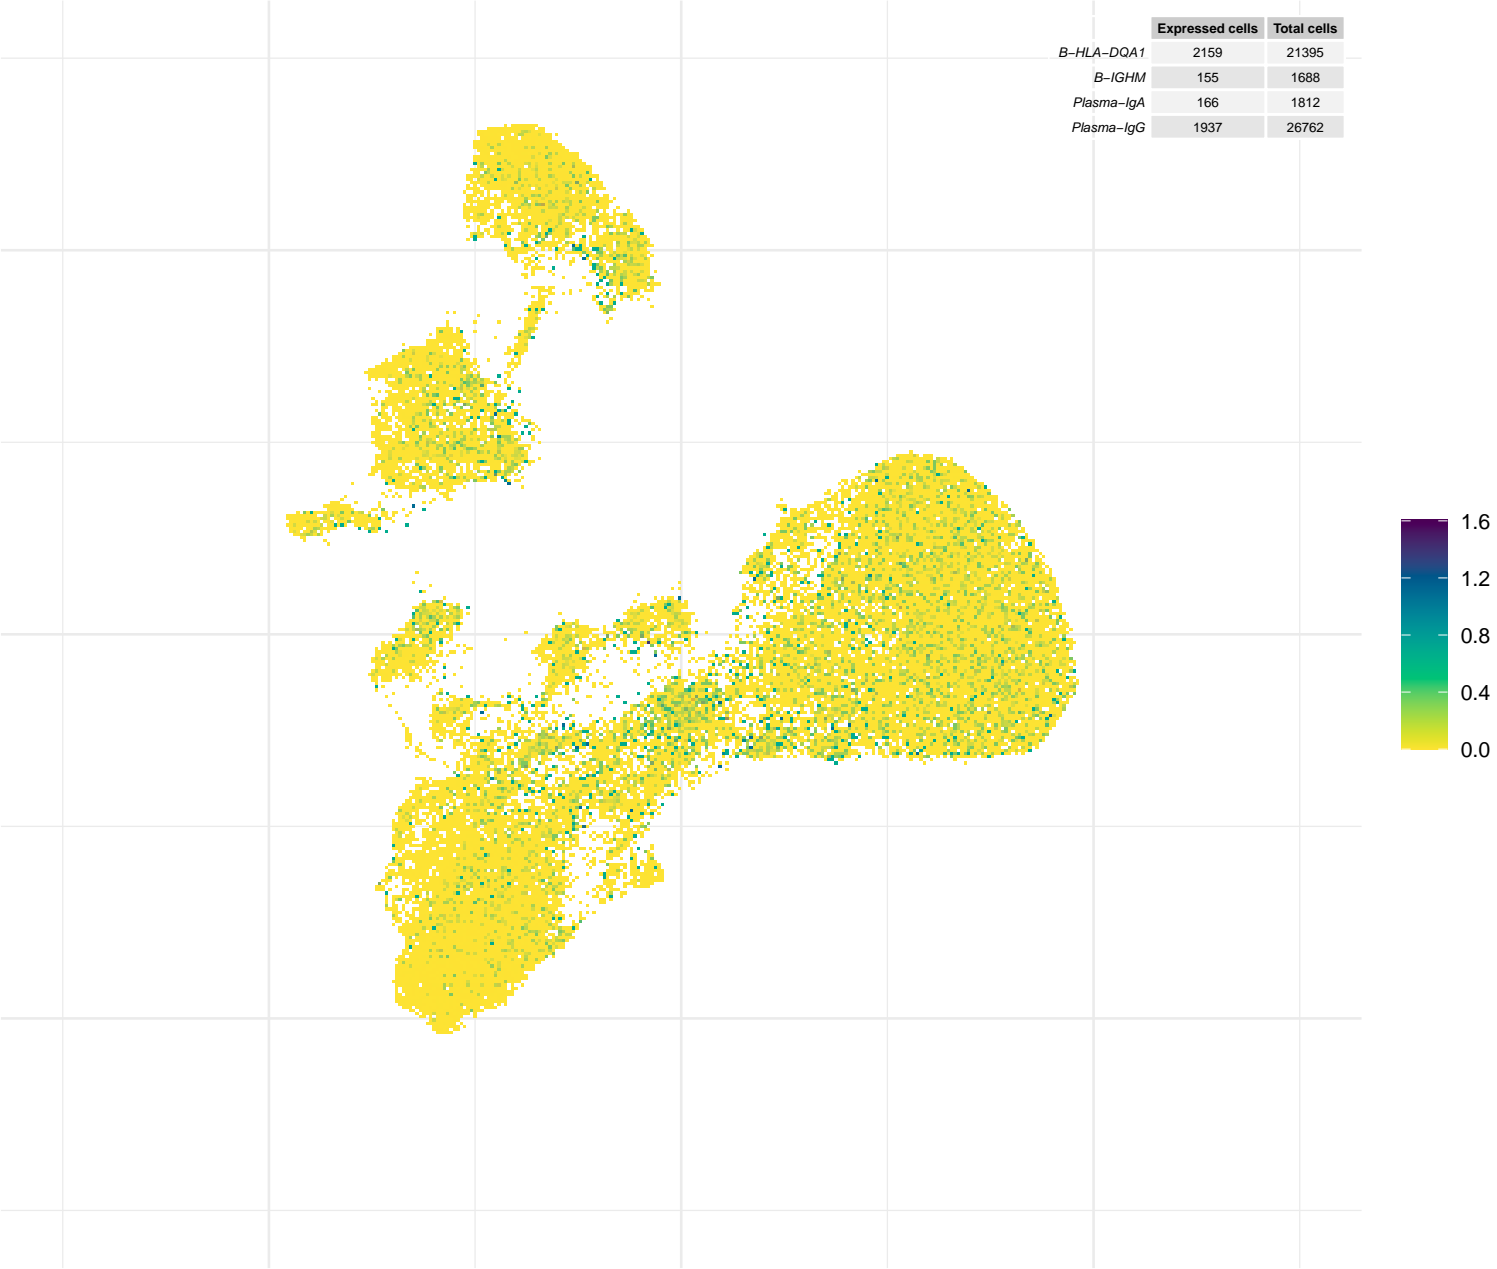 Expressed cells Total cells
B−HLA−DQA1 2159 21395
B−IGHM 155 1688
Plasma−IgA 166 1812
Plasma−IgG 1937 26762
1.6
1.2
0.8
0.4
0.0